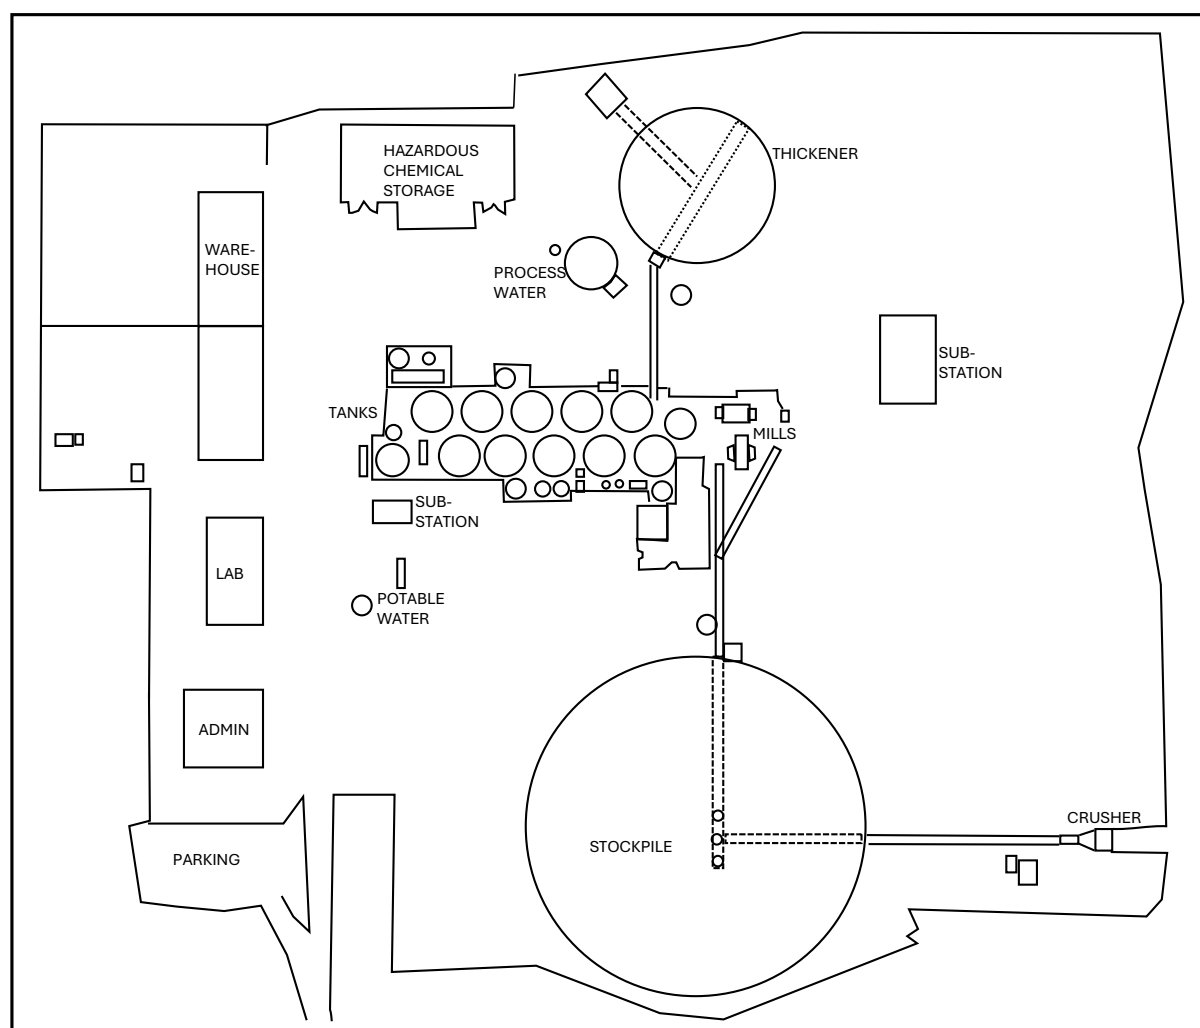 HAZARDOUS
CHEMICAL
STORAGE
THICKENER
WARE-
HOUSE
PROCESS
WATER
SUB-
STATION
TANKS
MILLS
SUB-
STATION
LAB
POTABLE
WATER
ADMIN
CRUSHER
STOCKPILE
PARKING